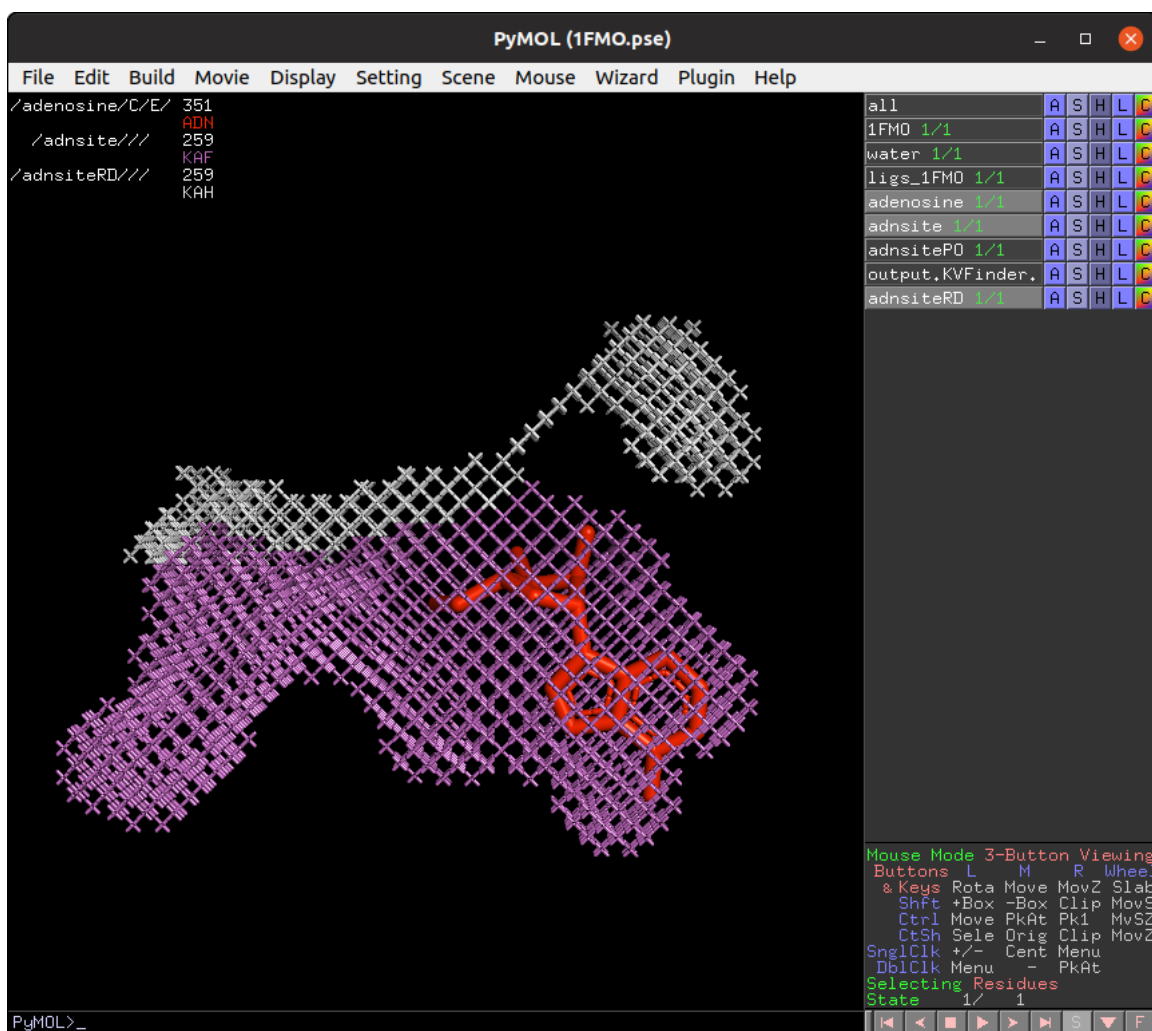 PyMOL (1FMO.pse)
File Edit Build Movie Display Setting Scene Mouse Wizard Plugin Help
/adenosine/C/E/ 351
ADN
/adnsite/// 259
KAF
/adnsiteRD/// 259
KAH
all A S H L C
1FMO 1/1 A S H L C
water 1/1 A S H L C
ligs_1FMO 1/1 A S H L C
adenosine 1/1 A S H L C
adnsite 1/1 A S H L C
adnsitePO 1/1 A S H L C
output.KVFinder. A S H L C
adnsiteRD 1/1 A S H L C
Mouse Mode 3-Button Viewing
Buttons L M R Wheel
& Keys Rota Move MovZ Slab
Shft +Box -Box Clip MovS
Ctrl Move PkAt Pk1 MvSZ
CtSh Sele Orig Clip MovZ
SnglClk +/- Cent Menu
DblClk Menu - PkAt
Selecting Residues
State 1/ 1
PyMOL>_
S F